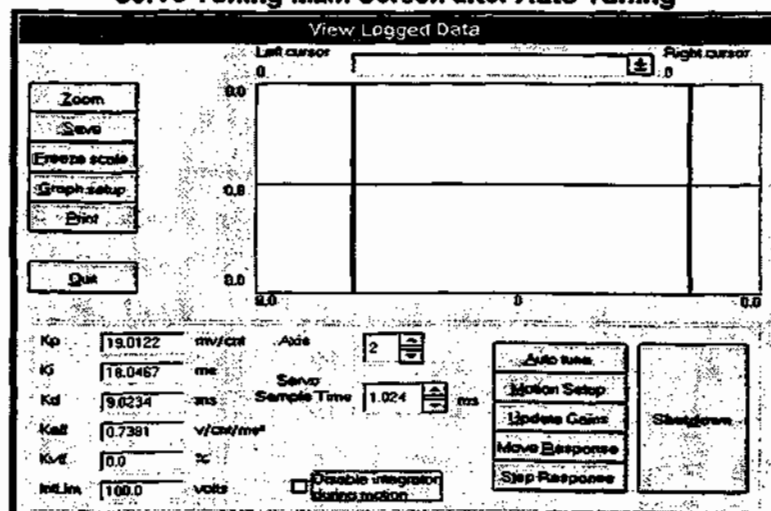 Servo Tuning Main Screen after Auto Tuning
View Logged Data
Left cursor
0
Right cursor
0
Zoom
Save
Freeze scale
Graph setup
Print
Quit
0.0
0.0
0.0
0.0
0
0.0
Kp 19.0122 mv/cnt
Ki 18.0467 ms
Kd 9.0234 ms
Kaff 0.7381 v/cnt/ms²
Kvff 0.0 %
IntLim 100.0 volts
Axis 2
Servo
Sample Time 1.024 ms
Disable integrator
during motion
Auto tune
Motion Setup
Update Gains
Move Response
Step Response
Shutdown